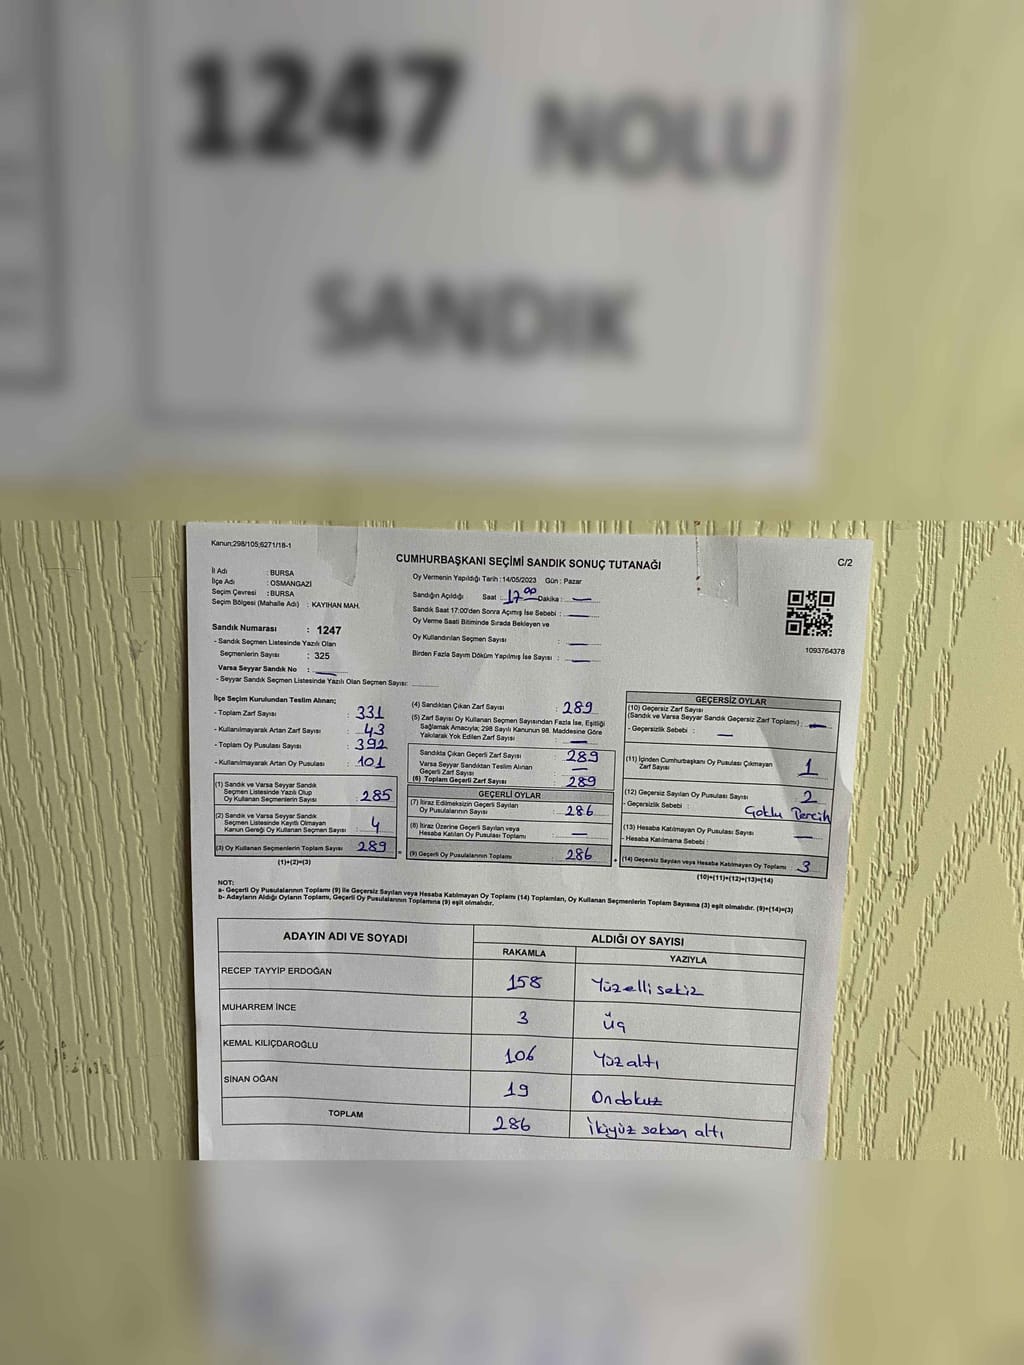 1247 NOLU
SANDIK
Kanun;298/105;6271/18-1
CUMHURBAŞKANI SEÇİMİ SANDIK SONUÇ TUTANAĞI
C/2
İl Adı : BURSA
İlçe Adı : OSMANGAZİ
Seçim Çevresi : BURSA
Seçim Bölgesi (Mahalle Adı) : KAYIHAN MAH.
Sandık Numarası : 1247
- Sandık Seçmen Listesinde Yazılı Olan
Seçmenlerin Sayısı : 325
Varsa Seyyar Sandık No :
- Seyyar Sandık Seçmen Listesinde Yazılı Olan Seçmen Sayısı:
Oy Vermenin Yapıldığı Tarih :14/05/2023 Gün : Pazar
Sandığın Açıldığı Saat : 17 00 Dakika : —
Sandık Saat 17:00'den Sonra Açımış İse Sebebi : —
Oy Verme Saati Bitiminde Sırada Bekleyen ve
Oy Kullandırılan Seçmen Sayısı : —
Birden Fazla Sayım Döküm Yapılmış İse Sayısı : —
1093764378
İlçe Seçim Kurulundan Teslim Alınan;
- Toplam Zarf Sayısı : 331
- Kullanılmayarak Artan Zarf Sayısı : 43
- Toplam Oy Pusulası Sayısı : 392
- Kullanılmayarak Artan Oy Pusulası : 101
(1) Sandık ve Varsa Seyyar Sandık
Seçmen Listesinde Yazılı Olup
Oy Kullanan Seçmenlerin Sayısı : 285
(2) Sandık ve Varsa Seyyar Sandık
Seçmen Listesinde Kayıtlı Olmayan
Kanun Gereği Oy Kullanan Seçmen Sayısı : 4
(3) Oy Kullanan Seçmenlerin Toplam Sayısı : 289
(1)+(2)=(3)
(4) Sandıktan Çıkan Zarf Sayısı : 289
(5) Zarf Sayısı Oy Kullanan Seçmen Sayısından Fazla İse, Eşitliği
Sağlamak Amacıyla; 298 Sayılı Kanunun 98. Maddesine Göre
Yakılarak Yok Edilen Zarf Sayısı : —
Sandıkta Çıkan Geçerli Zarf Sayısı : 289
Varsa Seyyar Sandıktan Teslim Alınan
Geçerli Zarf Sayısı : —
(6) Toplam Geçerli Zarf Sayısı : 289
GEÇERLİ OYLAR
(7) İtiraz Edilmeksizin Geçerli Sayılan
Oy Pusulalarının Sayısı : 286
(8) İtiraz Üzerine Geçerli Sayılan veya
Hesaba Katılan Oy Pusulası Toplamı : —
(9) Geçerli Oy Pusulalarının Toplamı : 286
GEÇERSİZ OYLAR
(10) Geçersiz Zarf Sayısı
(Sandık ve Varsa Seyyar Sandık Geçersiz Zarf Toplamı) : —
- Geçersizlik Sebebi : —
(11) İçinden Cumhurbaşkanı Oy Pusulası Çıkmayan
Zarf Sayısı : 1
(12) Geçersiz Sayılan Oy Pusulası Sayısı : 2
- Geçersizlik Sebebi : Çoklu Tercih
(13) Hesaba Katılmayan Oy Pusulası Sayısı : —
- Hesaba Katılmama Sebebi :
(14) Geçersiz Sayılan veya Hesaba Katılmayan Oy Toplamı : 3
(10)+(11)+(12)+(13)=(14)
NOT:
a- Geçerli Oy Pusulalarının Toplamı (9) ile Geçersiz Sayılan veya Hesaba Katılmayan Oy Toplamı (14) Toplamları, Oy Kullanan Seçmenlerin Toplam Sayısına (3) eşit olmalıdır. (9)+(14)=(3)
b- Adayların Aldığı Oyların Toplamı, Geçerli Oy Pusulalarının Toplamına (9) eşit olmalıdır.
ADAYIN ADI VE SOYADI
ALDIĞI OY SAYISI
RAKAMLA YAZIYLA
RECEP TAYYİP ERDOĞAN 158 Yüzelli sekiz
MUHARREM İNCE 3 üç
KEMAL KILIÇDAROĞLU 106 Yüz altı
SİNAN OĞAN 19 Ondokuz
TOPLAM 286 İkiyüz seksen altı